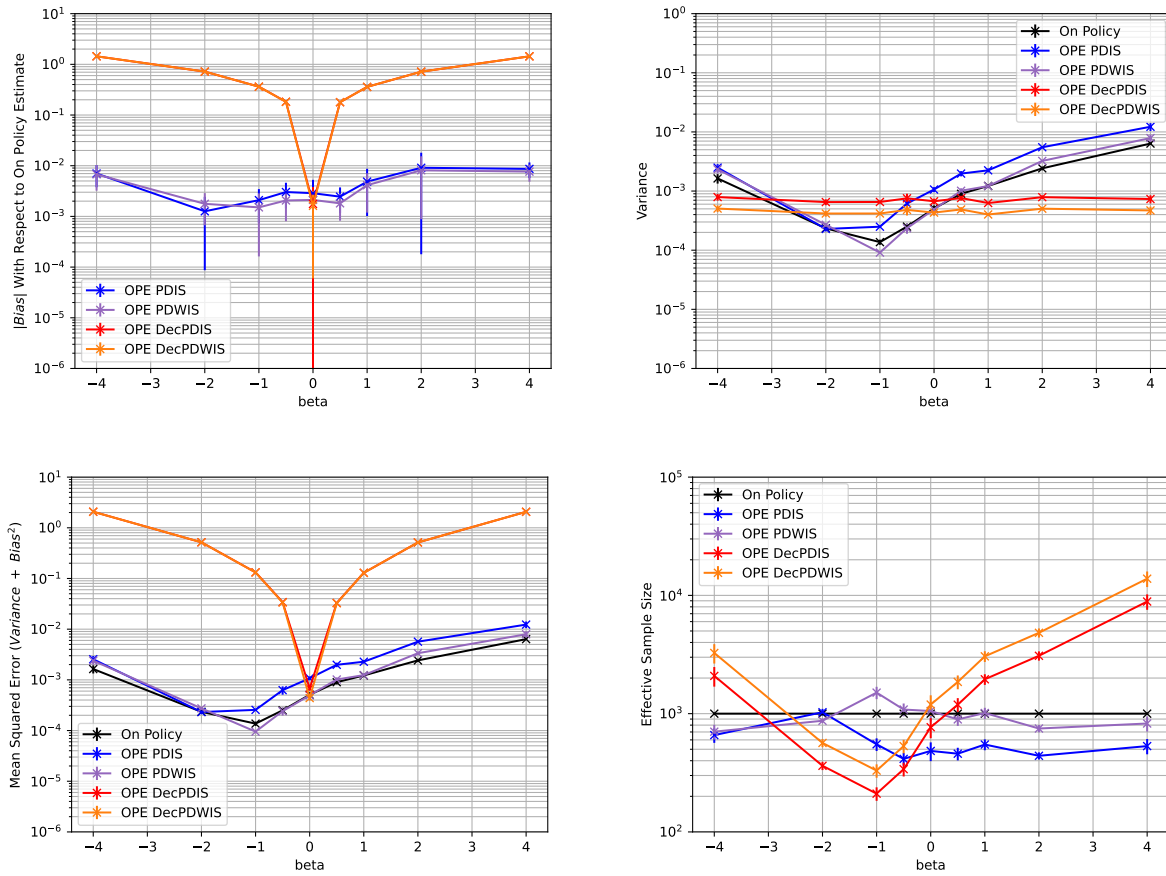 10^1
10^0
10^-1
10^-2
10^-3
10^-4
10^-5
10^-6
|Bias| With Respect to On Policy Estimate
OPE PDIS
OPE PDWIS
OPE DecPDIS
OPE DecPDWIS
−4 −3 −2 −1 0 1 2 3 4
beta
10^0
10^-1
10^-2
10^-3
10^-4
10^-5
10^-6
Variance
On Policy
OPE PDIS
OPE PDWIS
OPE DecPDIS
OPE DecPDWIS
−4 −3 −2 −1 0 1 2 3 4
beta
10^1
10^0
10^-1
10^-2
10^-3
10^-4
10^-5
10^-6
Mean Squared Error (Variance + Bias^2)
On Policy
OPE PDIS
OPE PDWIS
OPE DecPDIS
OPE DecPDWIS
−4 −3 −2 −1 0 1 2 3 4
beta
10^5
10^4
10^3
10^2
Effective Sample Size
On Policy
OPE PDIS
OPE PDWIS
OPE DecPDIS
OPE DecPDWIS
−4 −3 −2 −1 0 1 2 3 4
beta